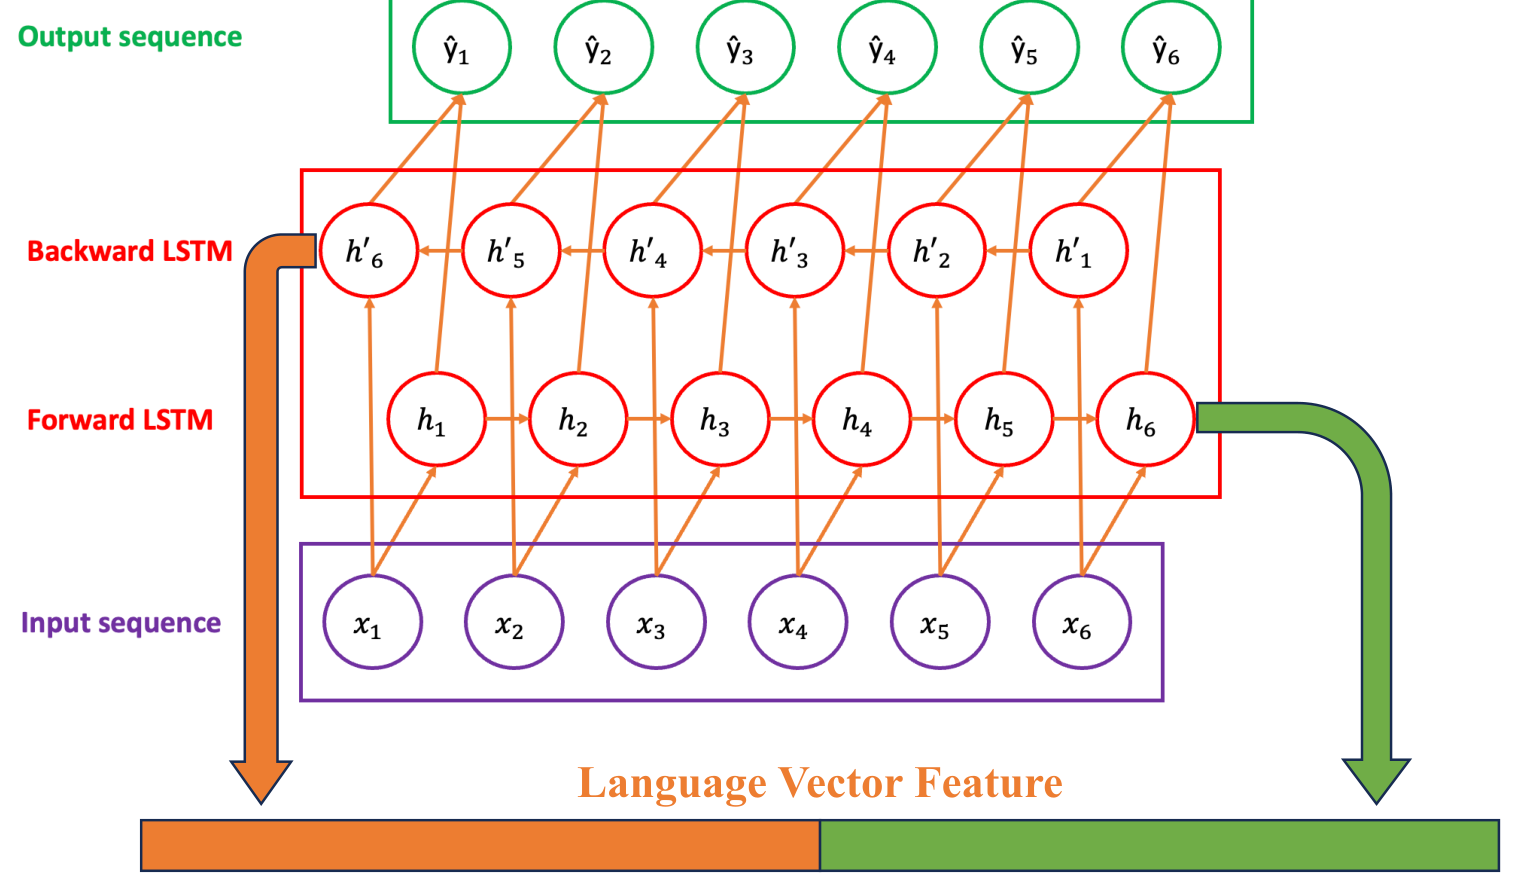 Output sequence ŷ₁ ŷ₂ ŷ₃ ŷ₄ ŷ₅ ŷ₆
Backward LSTM h′₆ h′₅ h′₄ h′₃ h′₂ h′₁
Forward LSTM h₁ h₂ h₃ h₄ h₅ h₆
Input sequence x₁ x₂ x₃ x₄ x₅ x₆
Language Vector Feature